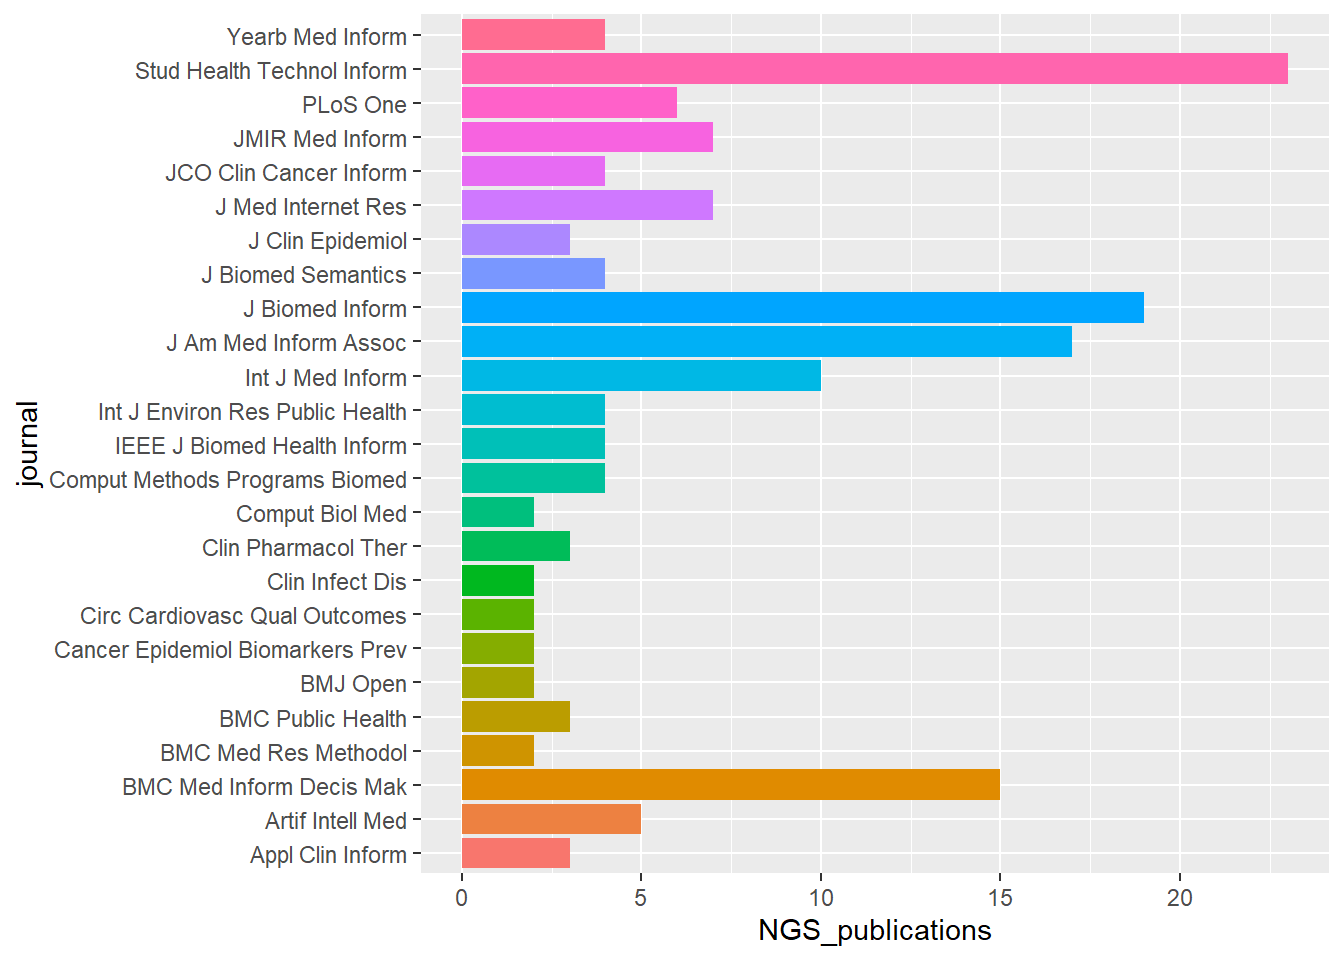 Yearb Med Inform
Stud Health Technol Inform
PLoS One
JMIR Med Inform
JCO Clin Cancer Inform
J Med Internet Res
J Clin Epidemiol
J Biomed Semantics
J Biomed Inform
J Am Med Inform Assoc
Int J Med Inform
Int J Environ Res Public Health
IEEE J Biomed Health Inform
Comput Methods Programs Biomed
Comput Biol Med
Clin Pharmacol Ther
Clin Infect Dis
Circ Cardiovasc Qual Outcomes
Cancer Epidemiol Biomarkers Prev
BMJ Open
BMC Public Health
BMC Med Res Methodol
BMC Med Inform Decis Mak
Artif Intell Med
Appl Clin Inform
journal
0 5 10 15 20
NGS_publications